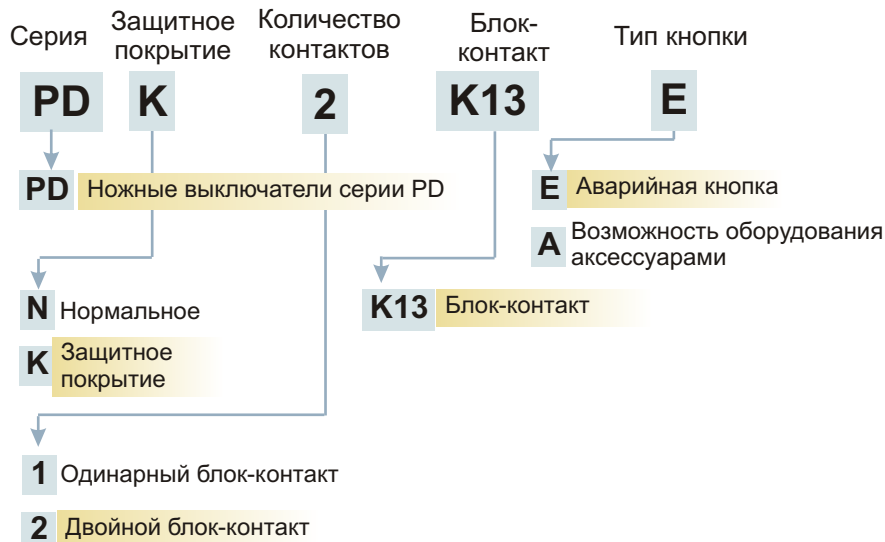 Серия
Защитное
покрытие
Количество
контактов
Блок-
контакт
Тип кнопки
PD
K
2
K13
E
PD Ножные выключатели серии PD
E Аварийная кнопка
A Возможность оборудования
аксессуарами
N Нормальное
K13 Блок-контакт
K Защитное
покрытие
1 Одинарный блок-контакт
2 Двойной блок-контакт